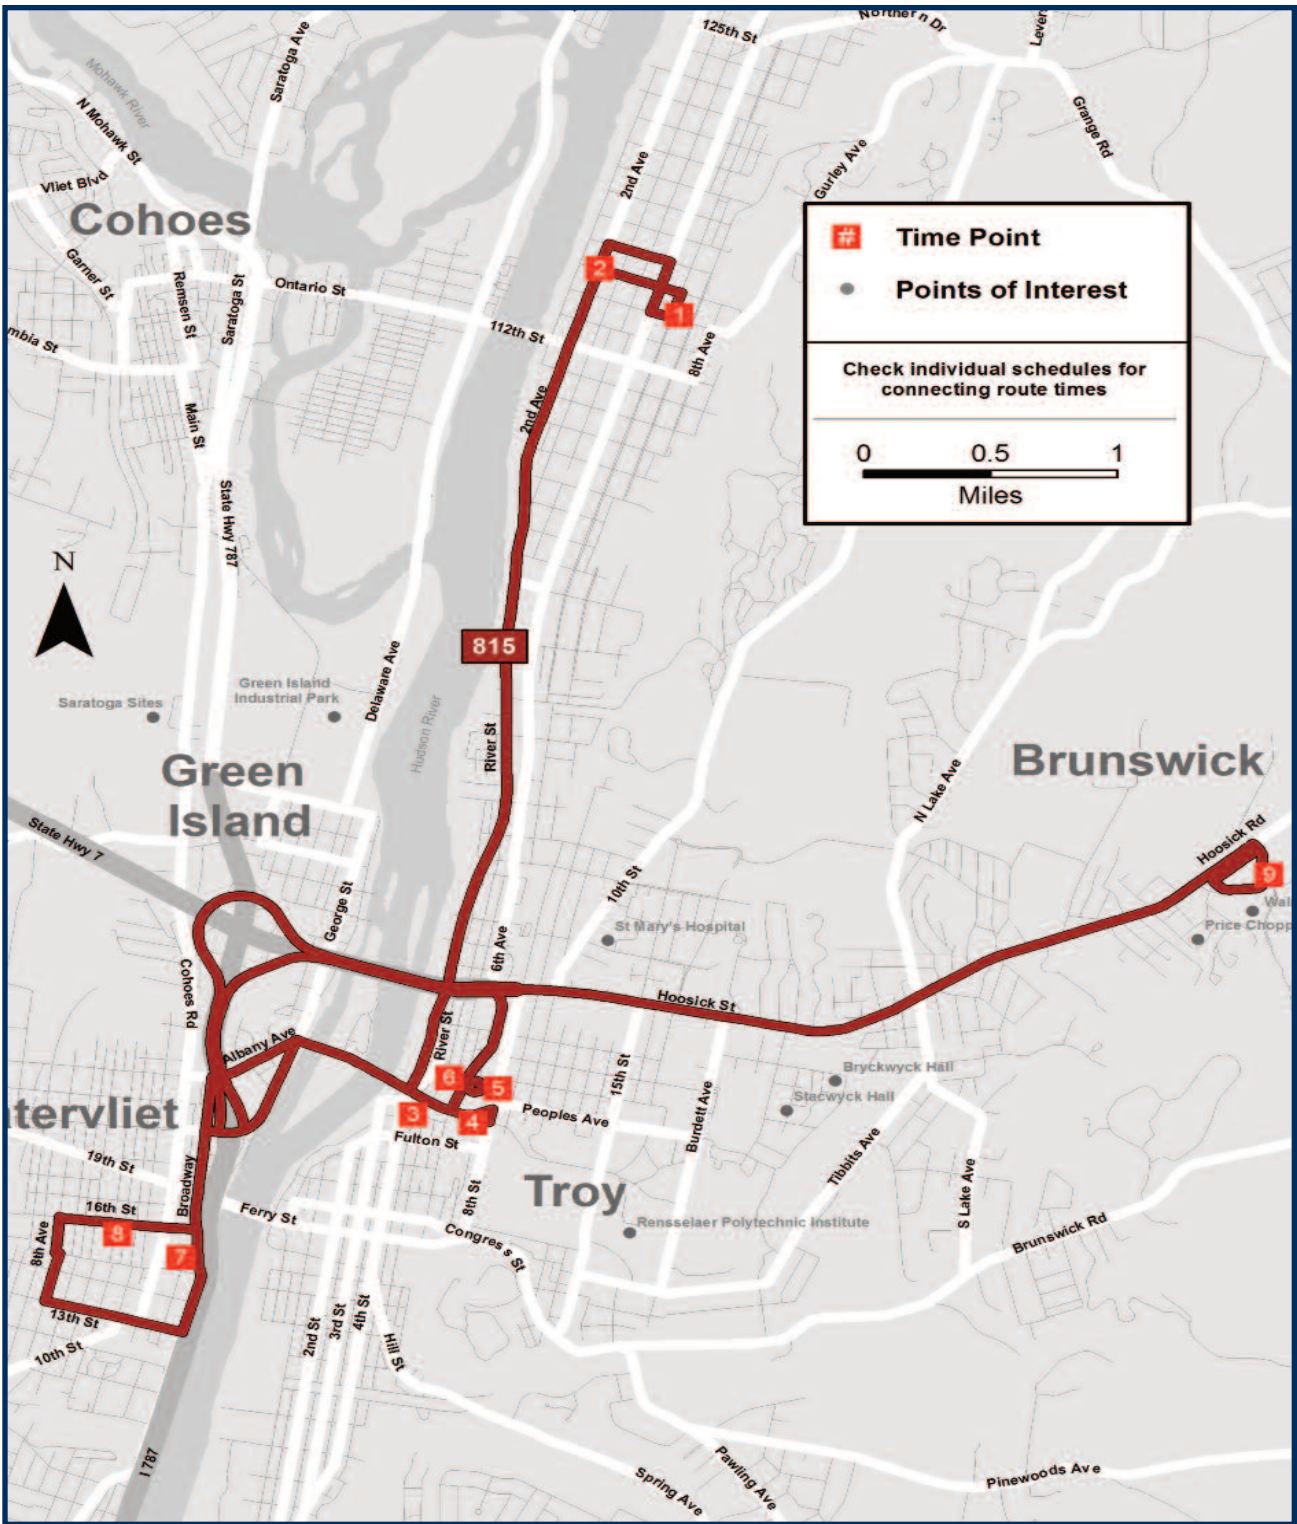 125th St
Northern Dr
Saratoga Ave
Mohawk River
N Mohawk St
Grange Rd
2nd Ave
Gurley Ave
Vliet Blvd
Cohoes
# Time Point
Points of Interest
Garner St
Remsen St
Saratoga St
Ontario St
2
1
112th St
8th Ave
mbia St
Check individual schedules for
connecting route times
2nd Ave
Main St
0 0.5 1
Miles
State Hwy 787
N
815
Delaware Ave
Green Island
Industrial Park
Saratoga Sites
Hudson River
River St
Green
Island
Brunswick
N Lake Ave
State Hwy 7
Hoosick Rd
9
Wal
Price Chopp
10th St
George St
St Mary's Hospital
6th Ave
Cohoes Rd
Hoosick St
River St
Albany Ave
15th St
Bryckwyck Hall
Stacwyck Hall
6
5
3
4
Peoples Ave
Burdett Ave
tervliet
Fulton St
Tibbits Ave
19th St
Broadway
8th St
Troy
S Lake Ave
16th St
Ferry St
Rensselaer Polytechnic Institute
8th Ave
8
7
Congress St
Brunswick Rd
13th St
2nd St
3rd St
4th St
Hill St
10th St
I 787
Spring Ave
Pawling Ave
Pinewoods Ave